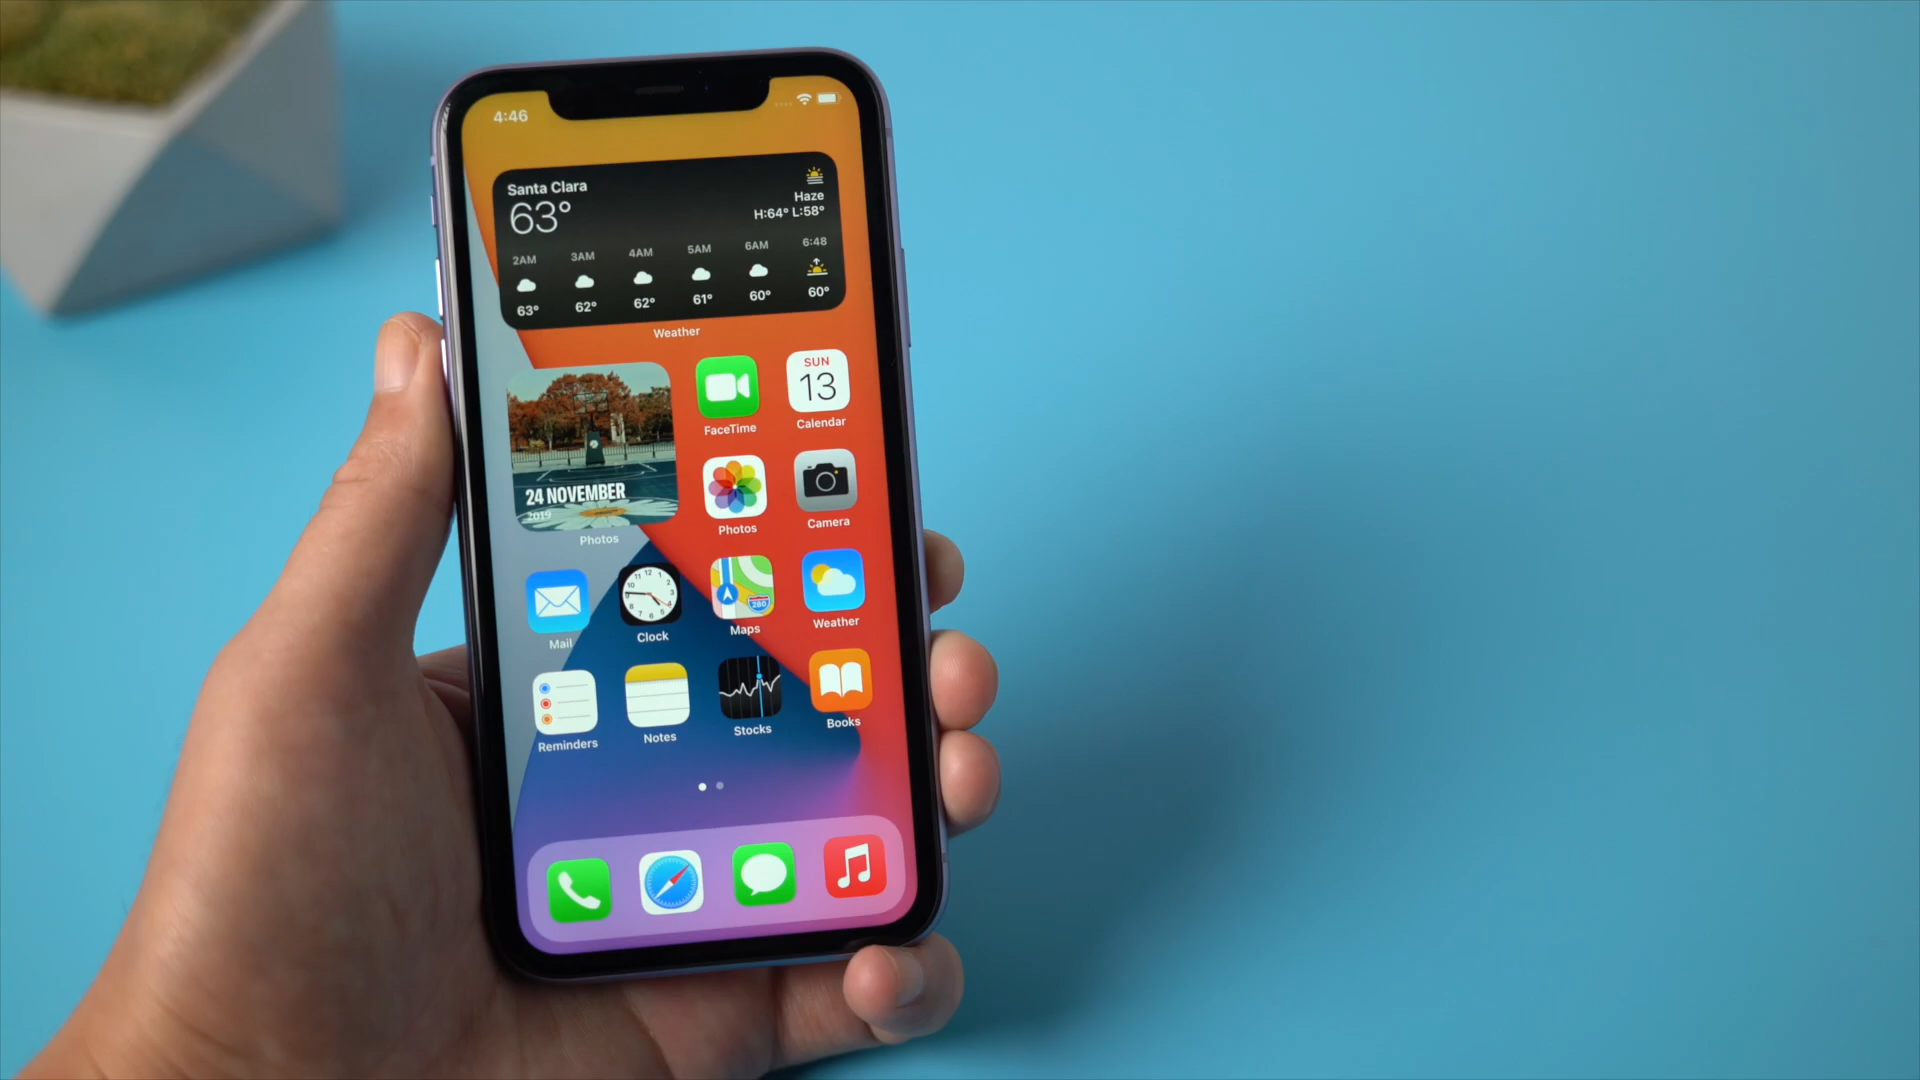 4:46
Santa Clara
63°
Haze
H:64° L:58°
2AM 3AM 4AM 5AM 6AM 6:48
63° 62° 62° 61° 60° 60°
Weather
24 NOVEMBER
2019
Photos
FaceTime
SUN
13
Calendar
Photos
Camera
Mail
Clock
280
Maps
Weather
Reminders
Notes
Stocks
Books